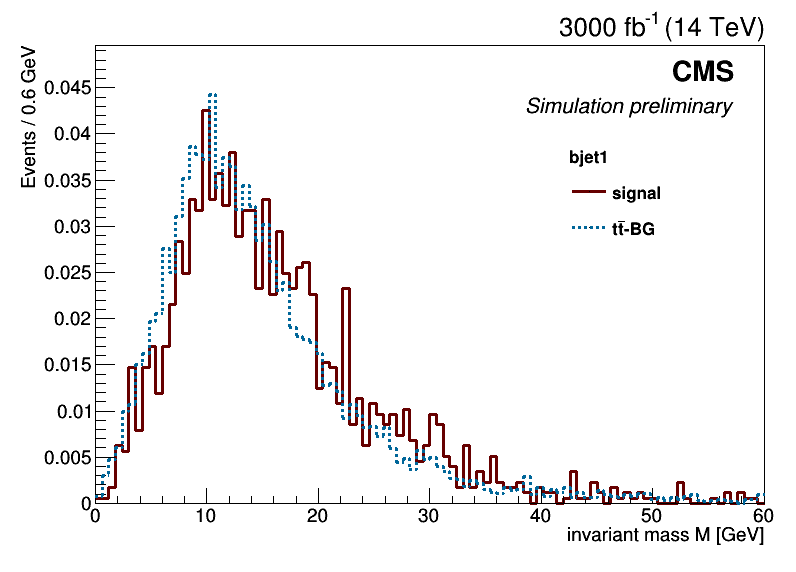 3000 fb⁻¹ (14 TeV)
CMS
Simulation preliminary
bjet1
signal
tt̄-BG
Events / 0.6 GeV
0.045
0.04
0.035
0.03
0.025
0.02
0.015
0.01
0.005
0
0 10 20 30 40 50 60
invariant mass M [GeV]